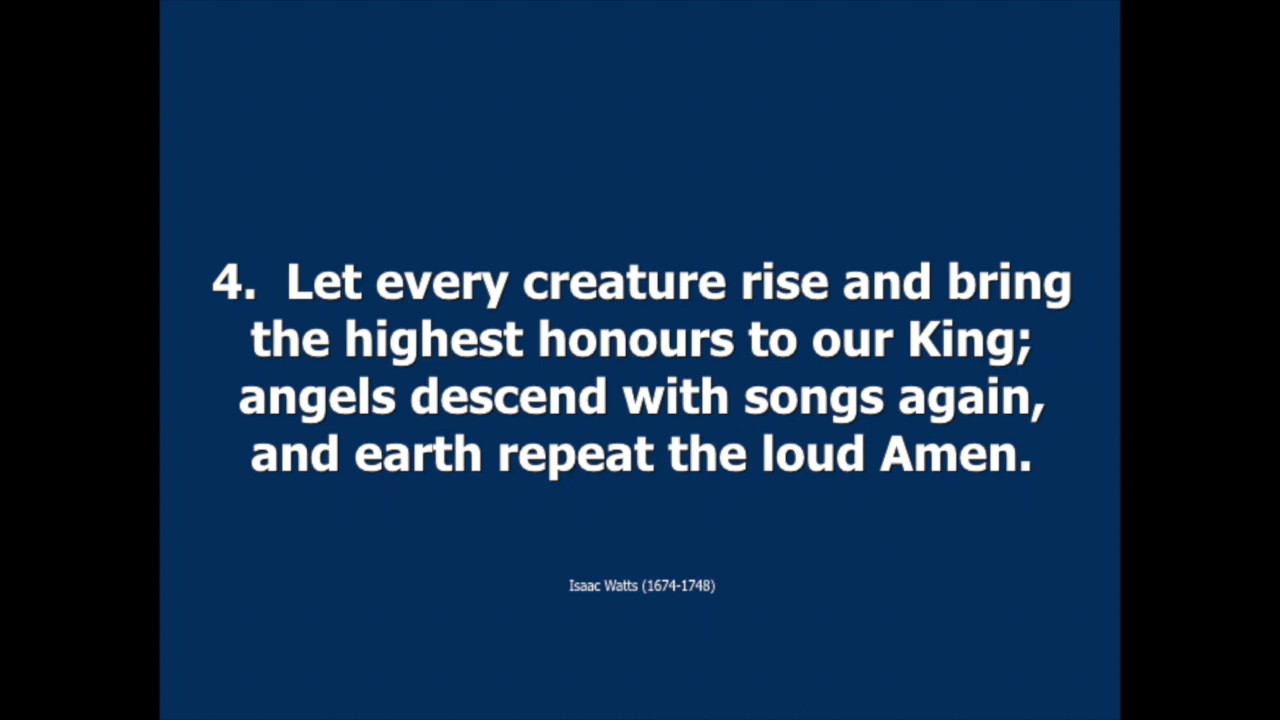 4. Let every creature rise and bring
the highest honours to our King;
angels descend with songs again,
and earth repeat the loud Amen.
Isaac Watts (1674-1748)